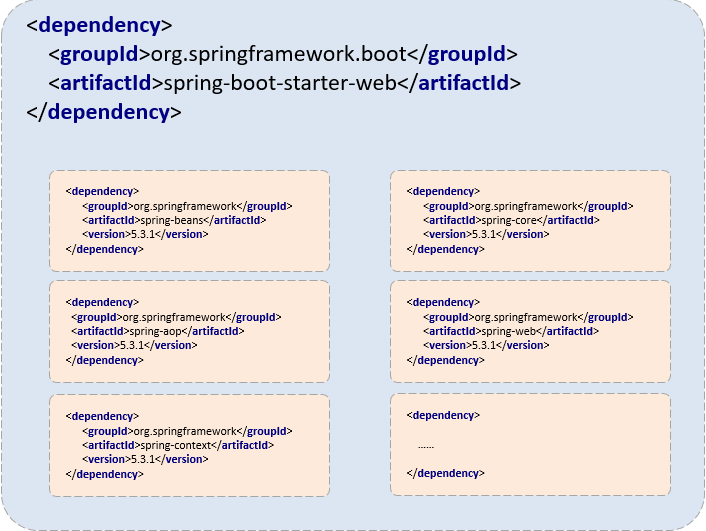 <dependency>
<groupId>org.springframework.boot</groupId>
<artifactId>spring-boot-starter-web</artifactId>
</dependency>
<dependency>
<groupId>org.springframework</groupId>
<artifactId>spring-beans</artifactId>
<version>5.3.1</version>
</dependency>
<dependency>
<groupId>org.springframework</groupId>
<artifactId>spring-core</artifactId>
<version>5.3.1</version>
</dependency>
<dependency>
<groupId>org.springframework</groupId>
<artifactId>spring-aop</artifactId>
<version>5.3.1</version>
</dependency>
<dependency>
<groupId>org.springframework</groupId>
<artifactId>spring-web</artifactId>
<version>5.3.1</version>
</dependency>
<dependency>
<groupId>org.springframework</groupId>
<artifactId>spring-context</artifactId>
<version>5.3.1</version>
</dependency>
<dependency>
......
</dependency>